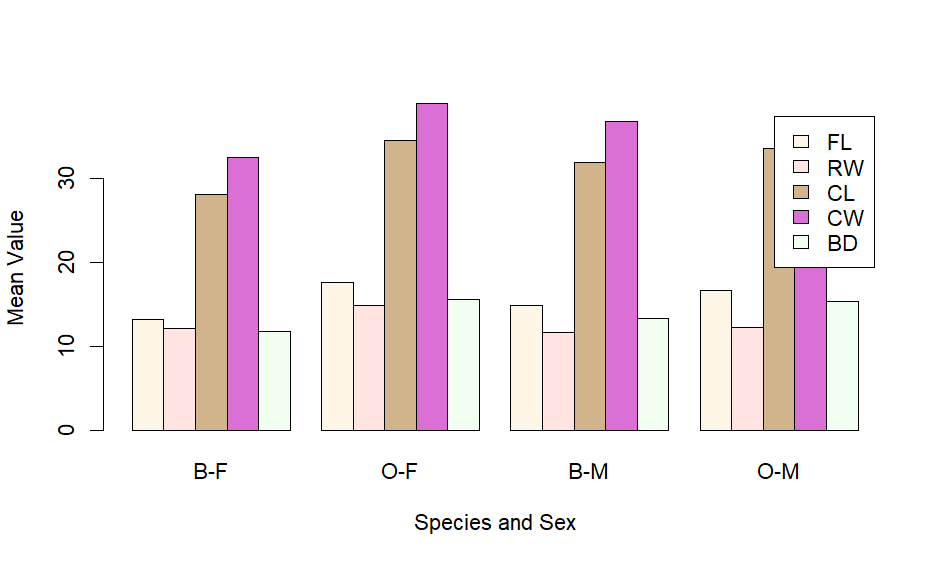 Mean Value
30
20
10
0
FL
RW
CL
CW
BD
B-F O-F B-M O-M
Species and Sex